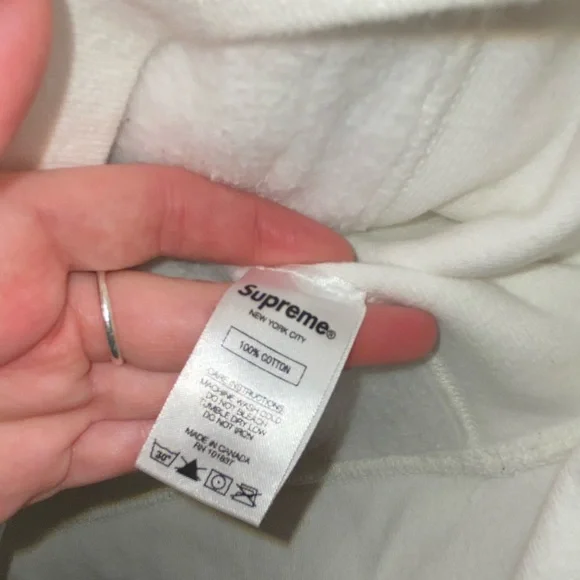 Supreme®
NEW YORK CITY
100% COTTON
CARE INSTRUCTIONS
MACHINE WASH COLD
DO NOT BLEACH
TUMBLE DRY LOW
DO NOT IRON
MADE IN CANADA
RN 101837
30°